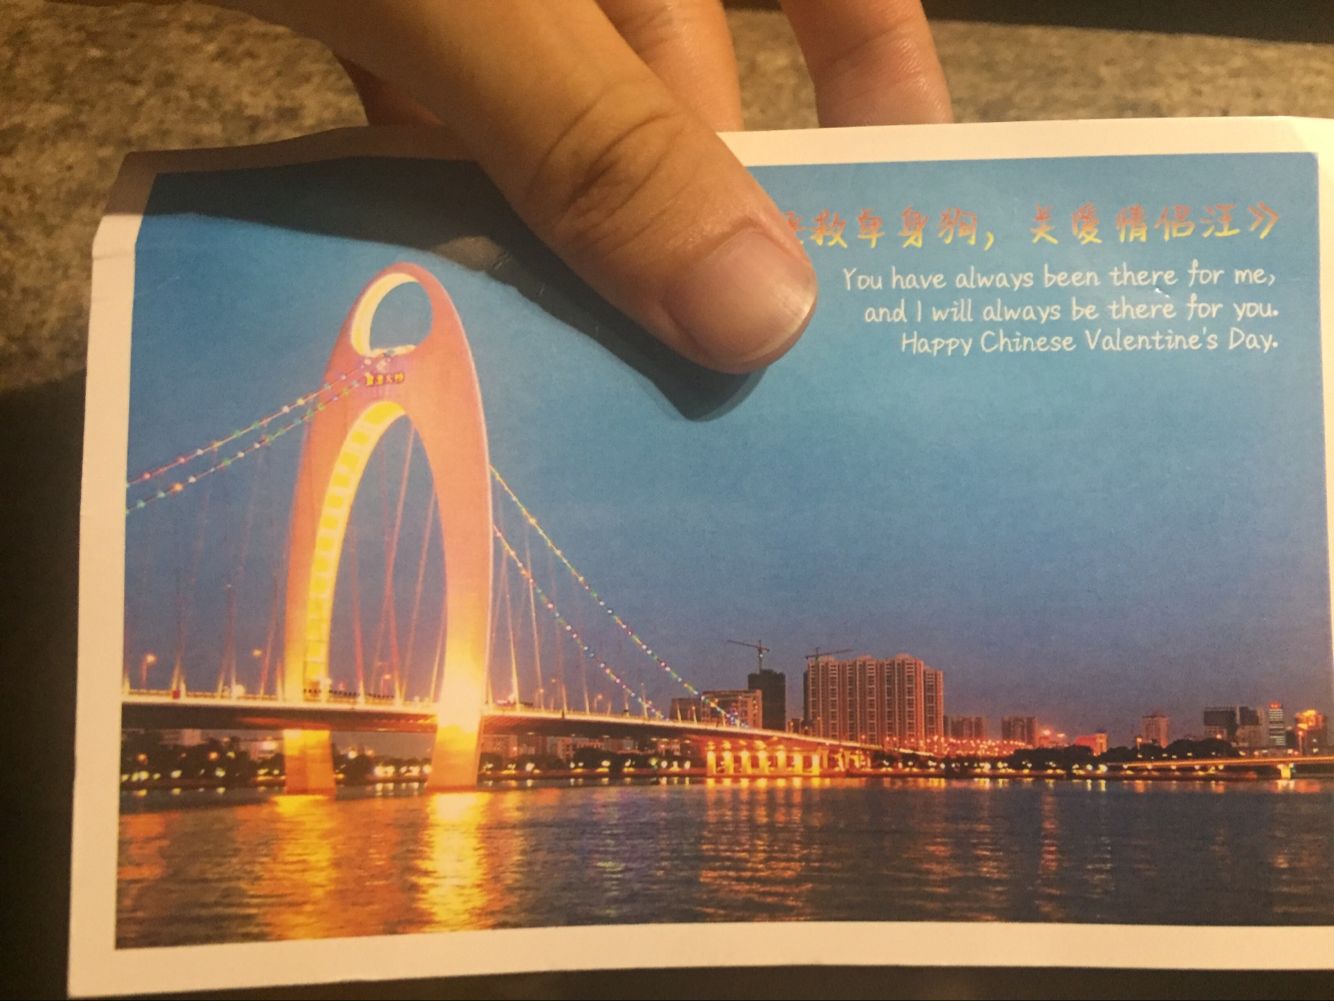 救单身狗，关爱情侣汪》
You have always been there for me,
and I will always be there for you.
Happy Chinese Valentine's Day.